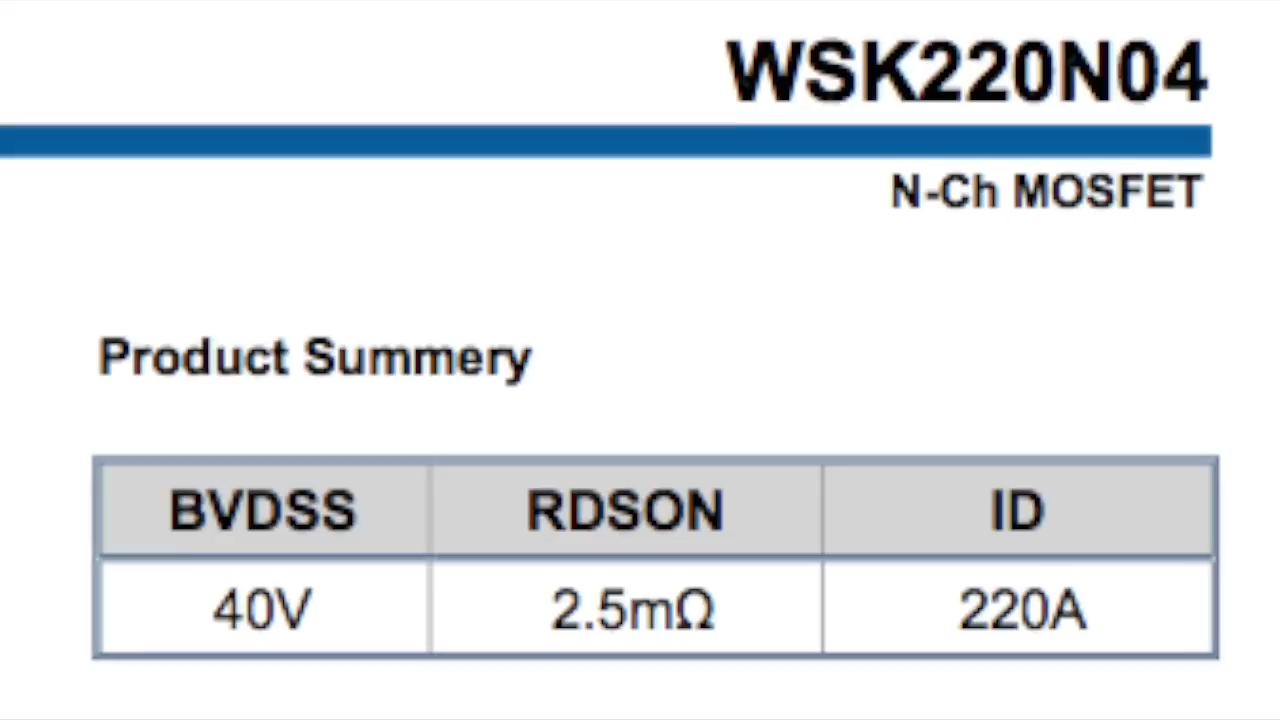 WSK220N04
N-Ch MOSFET
Product Summery
BVDSS RDSON ID
40V 2.5mΩ 220A